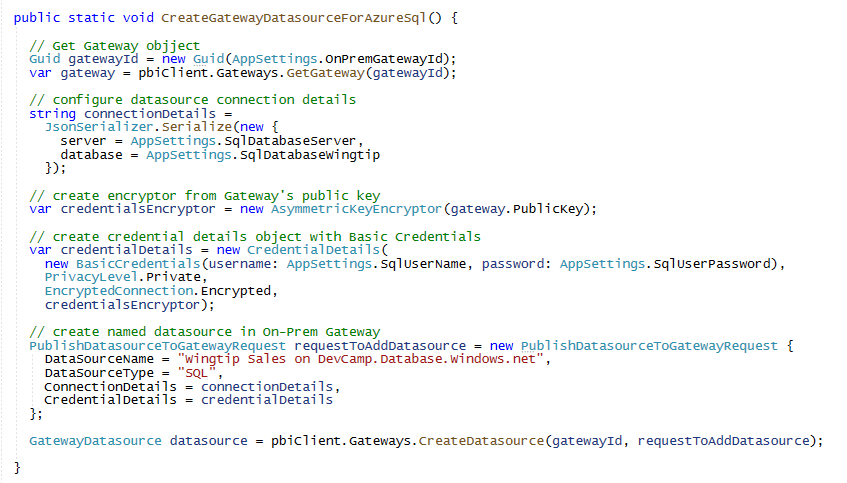 public static void CreateGatewayDatasourceForAzureSql() {
// Get Gateway objject
Guid gatewayId = new Guid(AppSettings.OnPremGatewayId);
var gateway = pbiClient.Gateways.GetGateway(gatewayId);
// configure datasource connection details
string connectionDetails =
JsonSerializer.Serialize(new {
server = AppSettings.SqlDatabaseServer,
database = AppSettings.SqlDatabaseWingtip
});
// create encryptor from Gateway's public key
var credentialsEncryptor = new AsymmetricKeyEncryptor(gateway.PublicKey);
// create credential details object with Basic Credentials
var credentialDetails = new CredentialDetails(
new BasicCredentials(username: AppSettings.SqlUserName, password: AppSettings.SqlUserPassword),
PrivacyLevel.Private,
EncryptedConnection.Encrypted,
credentialsEncryptor);
// create named datasource in On-Prem Gateway
PublishDatasourceToGatewayRequest requestToAddDatasource = new PublishDatasourceToGatewayRequest {
DataSourceName = "Wingtip Sales on DevCamp.Database.Windows.net",
DataSourceType = "SQL",
ConnectionDetails = connectionDetails,
CredentialDetails = credentialDetails
};
GatewayDatasource datasource = pbiClient.Gateways.CreateDatasource(gatewayId, requestToAddDatasource);
}